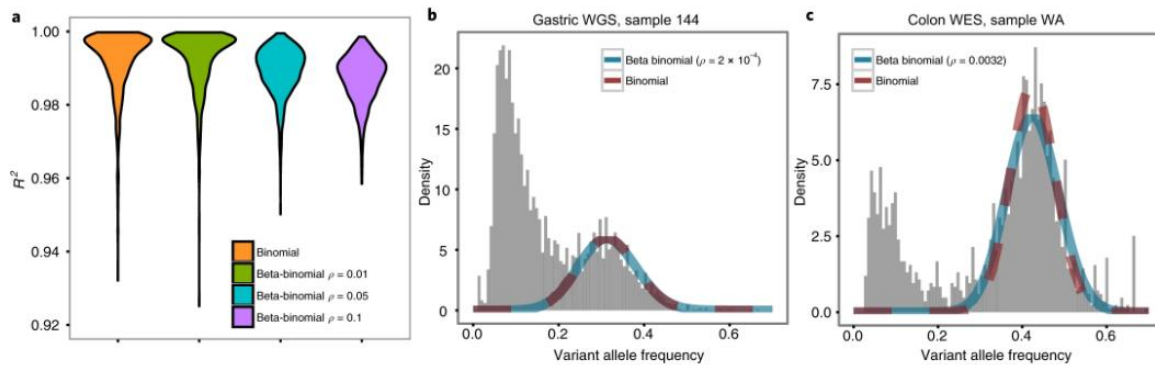 a
1.00
0.98
0.96
0.94
0.92
R²
Binomial
Beta-binomial ρ = 0.01
Beta-binomial ρ = 0.05
Beta-binomial ρ = 0.1
b
Gastric WGS, sample 144
Beta binomial (ρ = 2 × 10⁻⁴)
Binomial
20
15
10
5
0
Density
0.0 0.2 0.4 0.6
Variant allele frequency
c
Colon WES, sample WA
Beta binomial (ρ = 0.0032)
Binomial
7.5
5.0
2.5
0.0
Density
0.0 0.2 0.4 0.6
Variant allele frequency